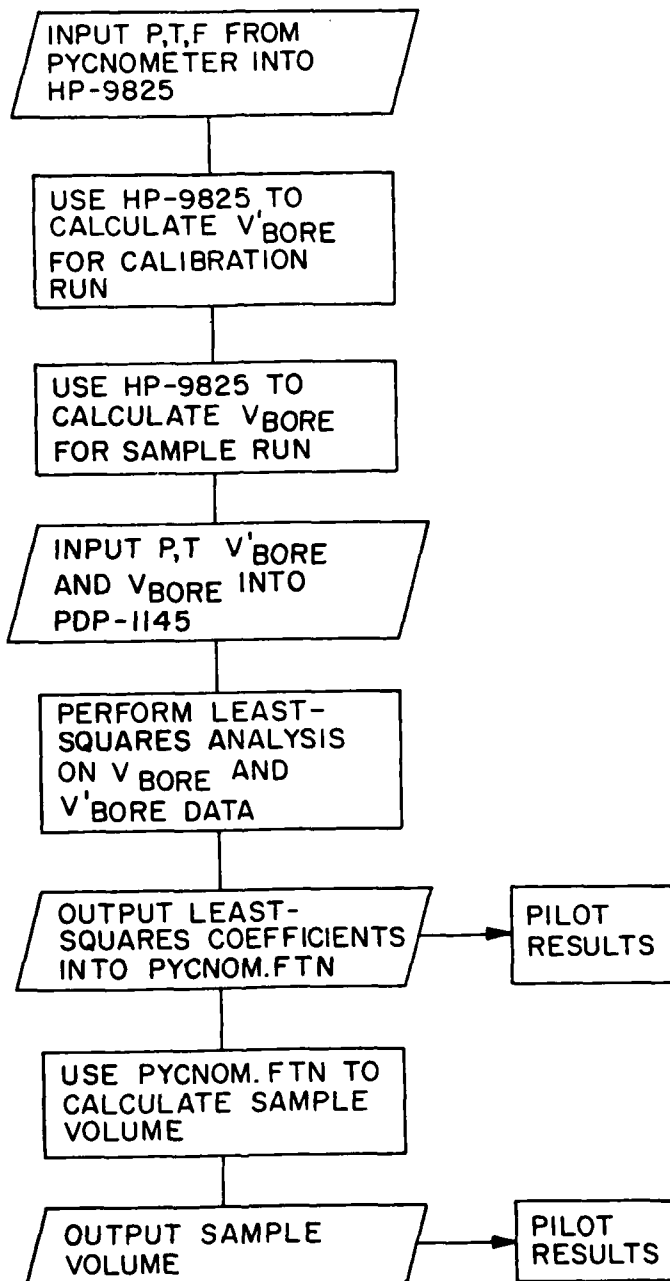 INPUT P,T,F FROM
PYCNOMETER INTO
HP-9825
USE HP-9825 TO
CALCULATE V'BORE
FOR CALIBRATION
RUN
USE HP-9825 TO
CALCULATE VBORE
FOR SAMPLE RUN
INPUT P,T V'BORE
AND VBORE INTO
PDP-1145
PERFORM LEAST-
SQUARES ANALYSIS
ON VBORE AND
V'BORE DATA
OUTPUT LEAST-
SQUARES COEFFICIENTS
INTO PYCNOM.FTN
PILOT
RESULTS
USE PYCNOM.FTN TO
CALCULATE SAMPLE
VOLUME
OUTPUT SAMPLE
VOLUME
PILOT
RESULTS